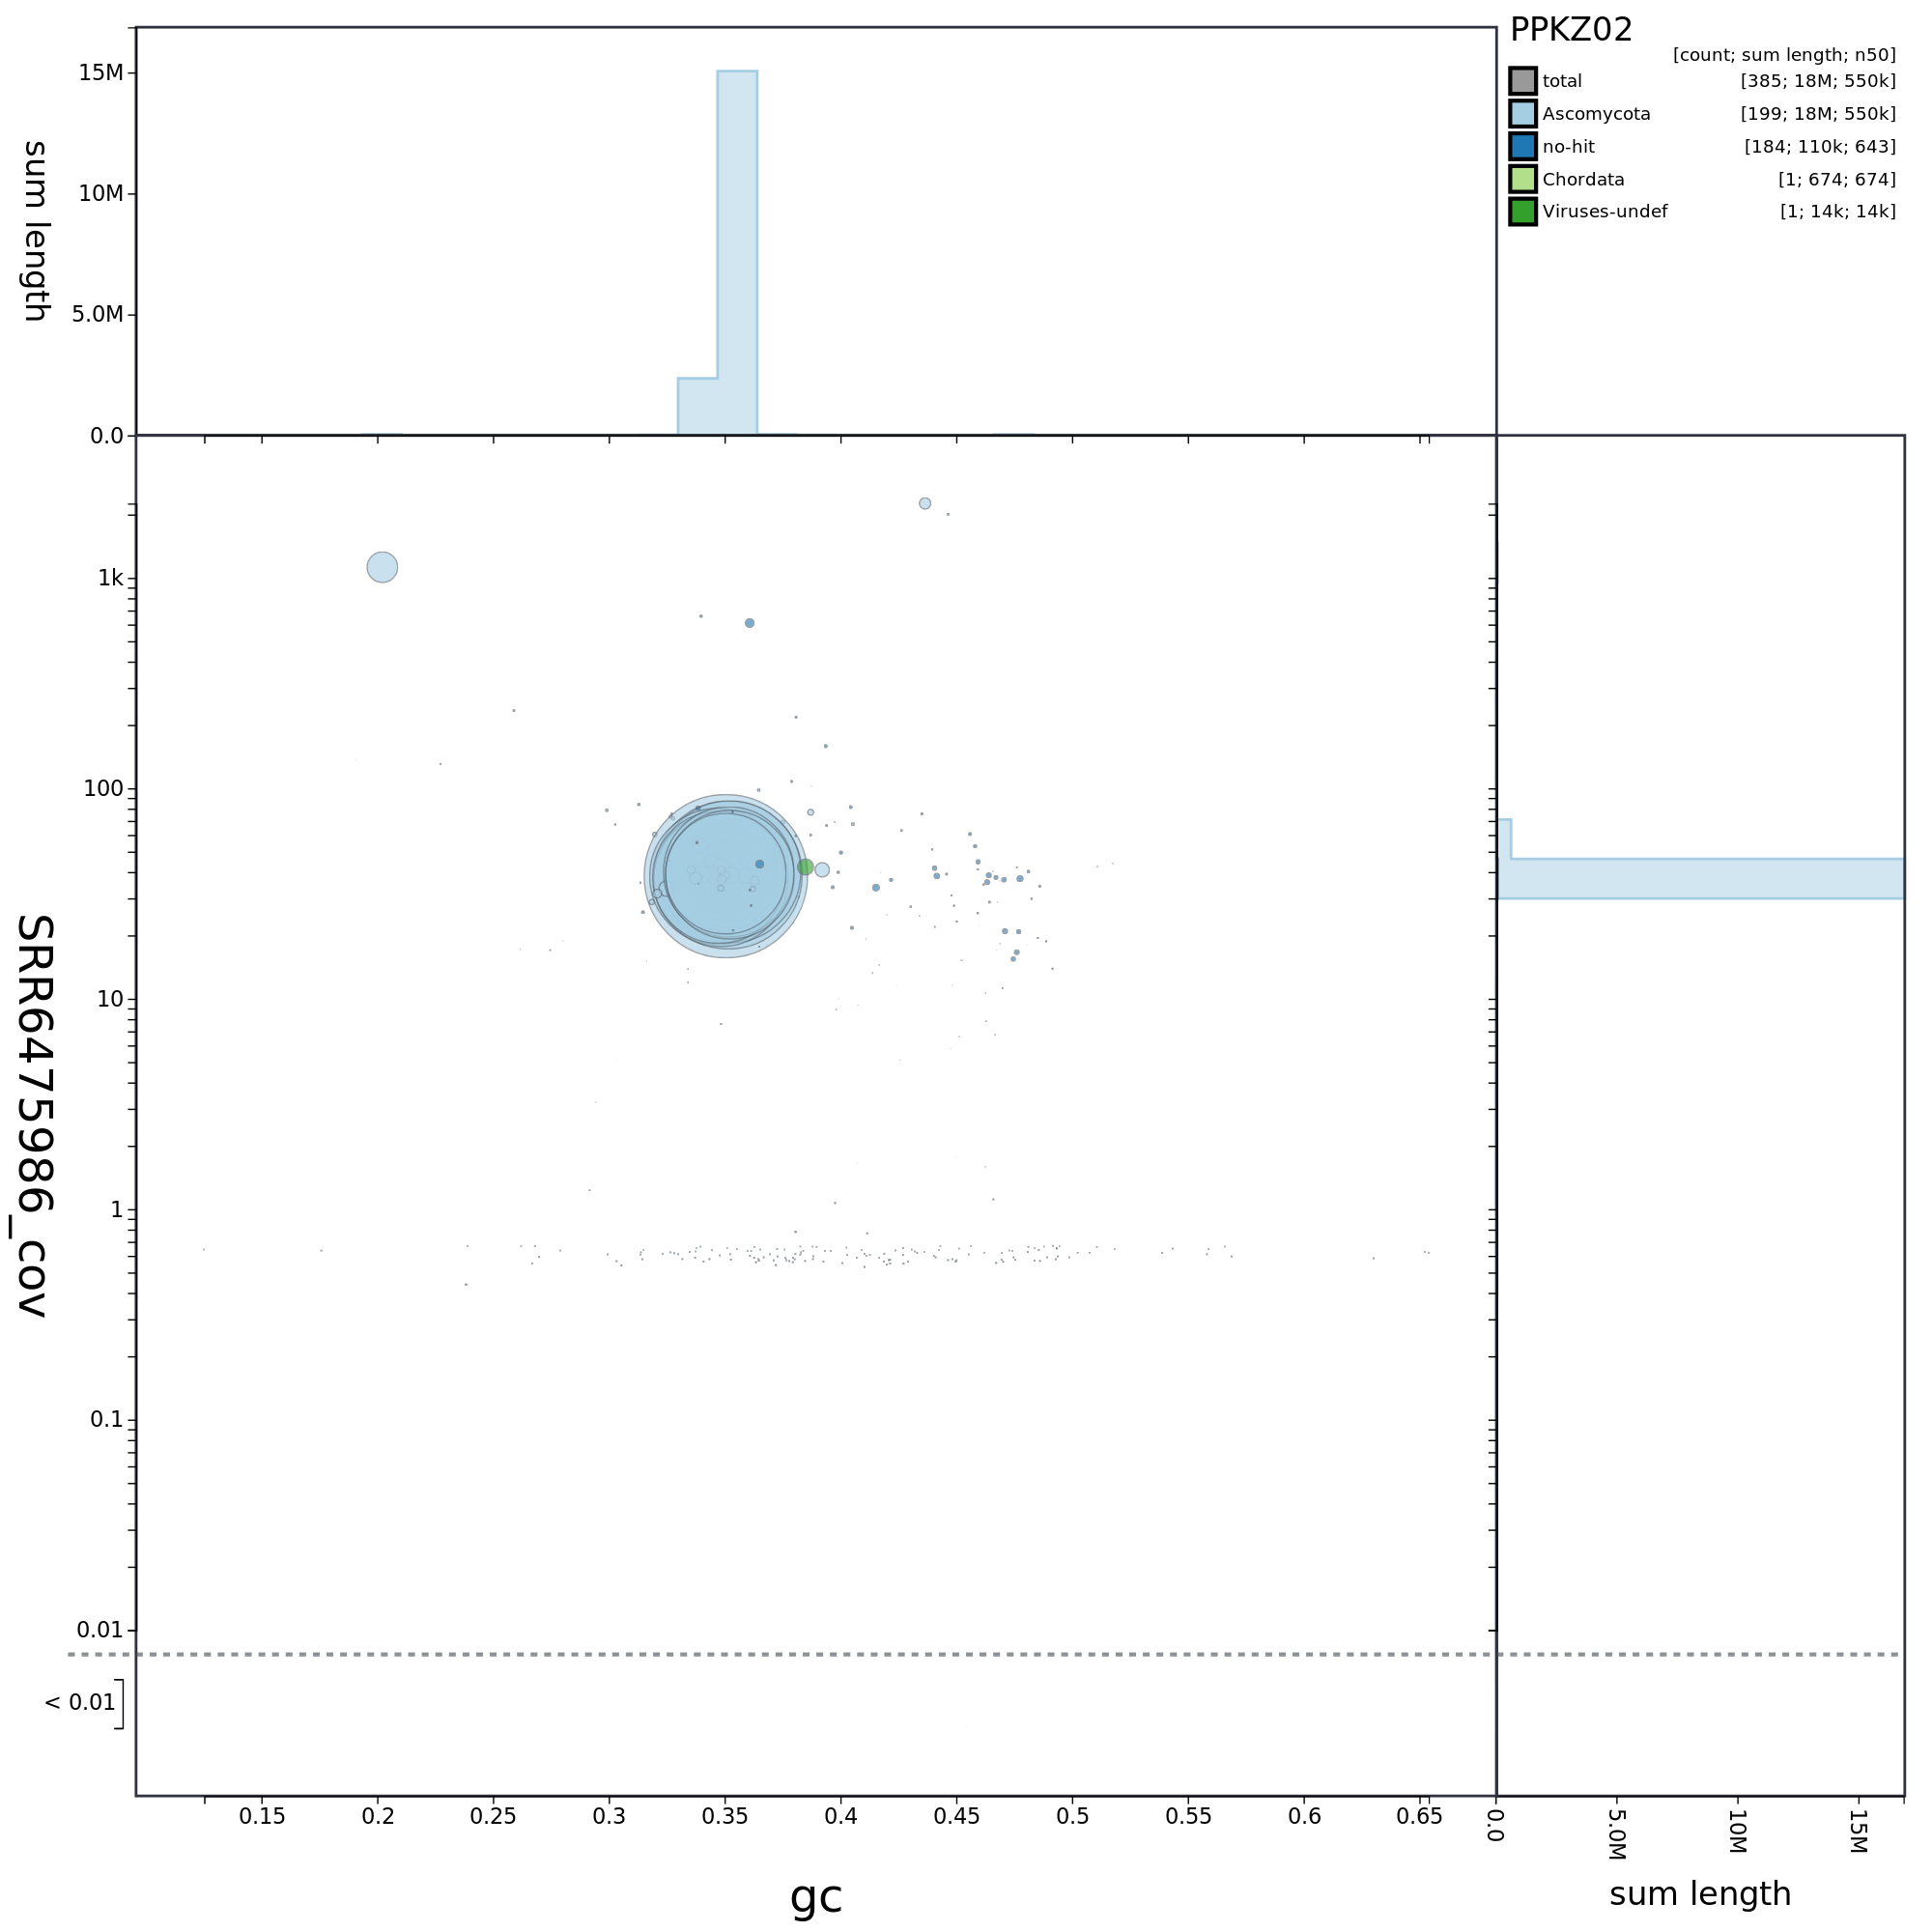 PPKZ02
[count; sum length; n50]
total [385; 18M; 550k]
Ascomycota [199; 18M; 550k]
no-hit [184; 110k; 643]
Chordata [1; 674; 674]
Viruses-undef [1; 14k; 14k]
sum length
15M
10M
5.0M
0.0
SRR6475986_cov
1k
100
10
1
0.1
0.01
< 0.01
0.15 0.2 0.25 0.3 0.35 0.4 0.45 0.5 0.55 0.6 0.65
gc
0.0 5.0M 10M 15M
sum length